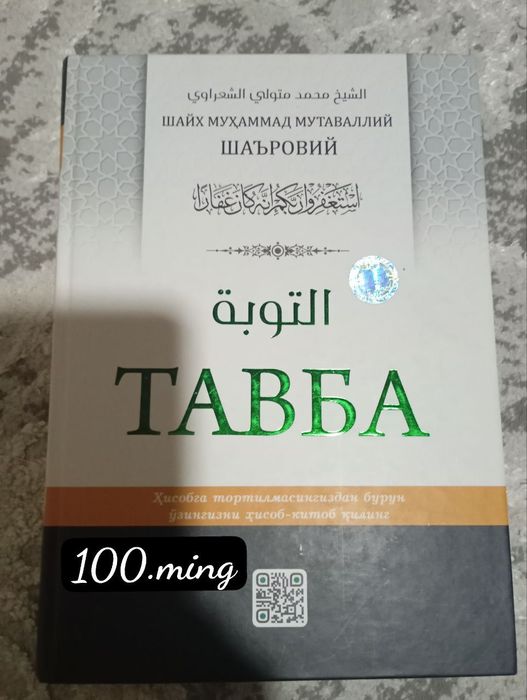 الشيخ محمد متولي الشعراوي
ШАЙХ МУҲАММАД МУТАВАЛЛИЙ
ШАЪРОВИЙ
استغفروا ربكم إنه كان غفارا
التوبة
ТАВБА
Ҳисобга тортилмасингиздан бурун
ўзингизни ҳисоб-китоб қилинг
100.ming